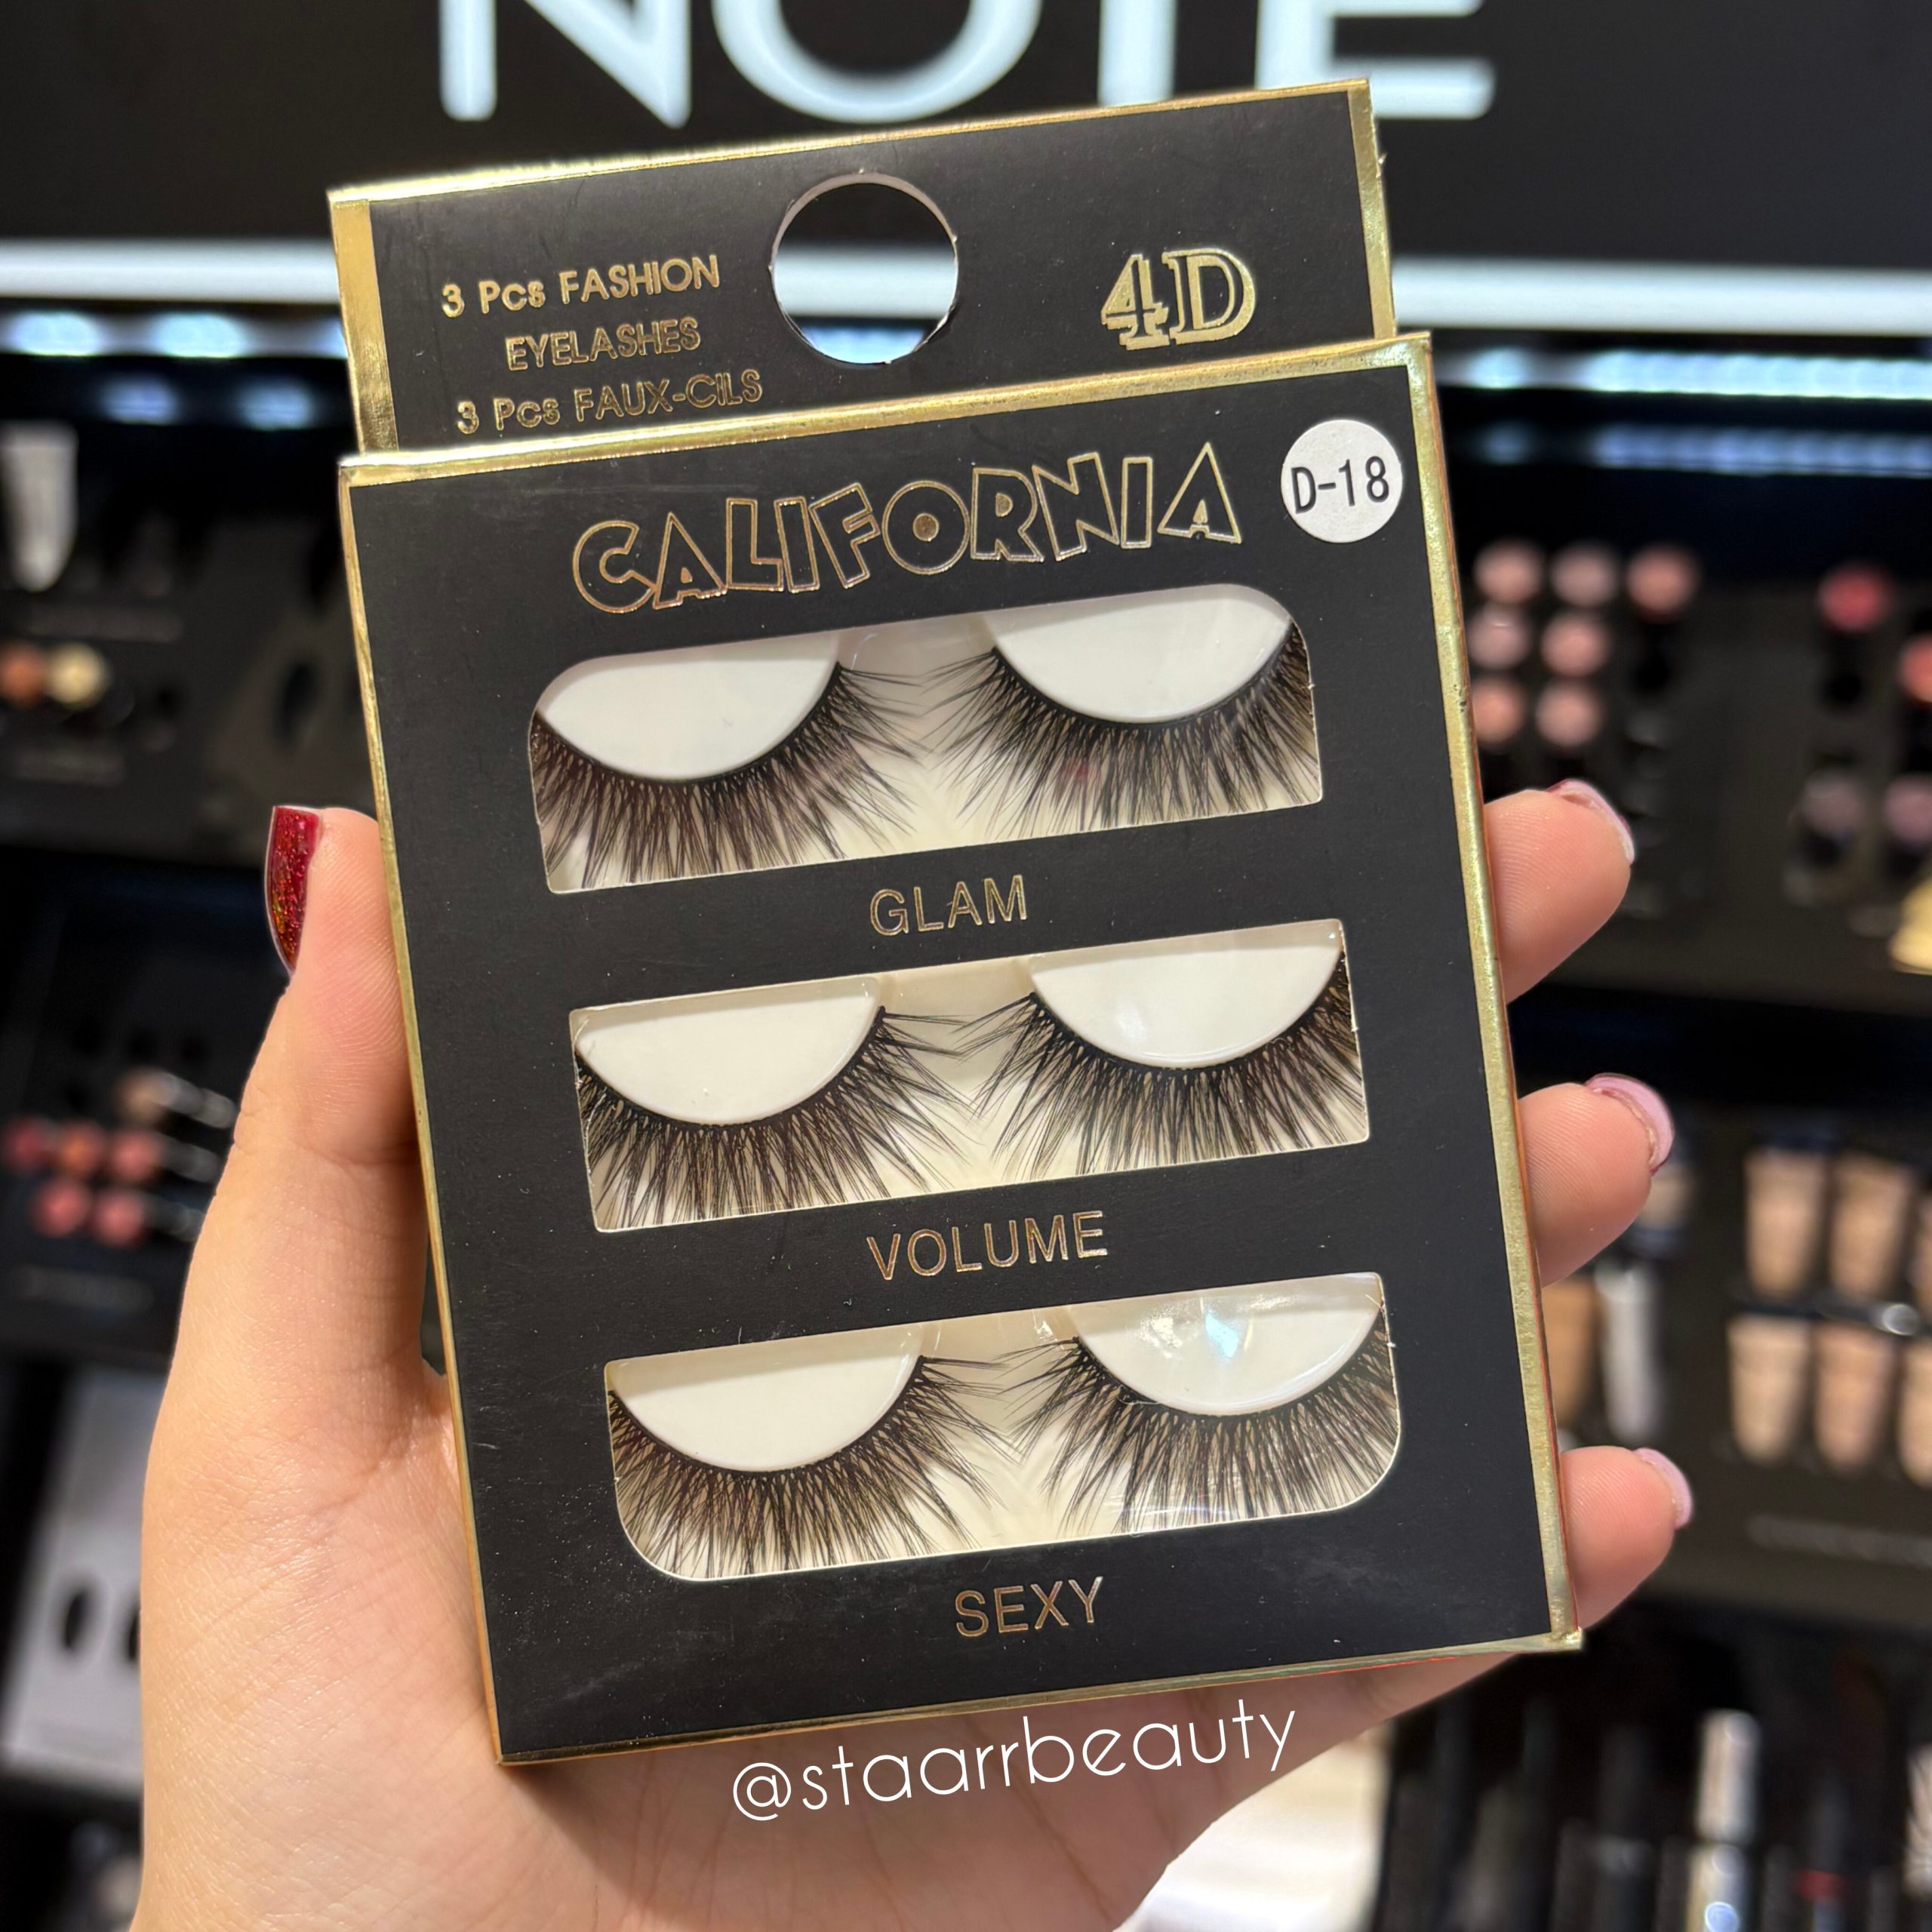 NOTE
3 Pcs FASHION
EYELASHES
3 Pcs FAUX-CILS
4D
CALIFORNIA
D-18
GLAM
VOLUME
SEXY
@staarrbeauty